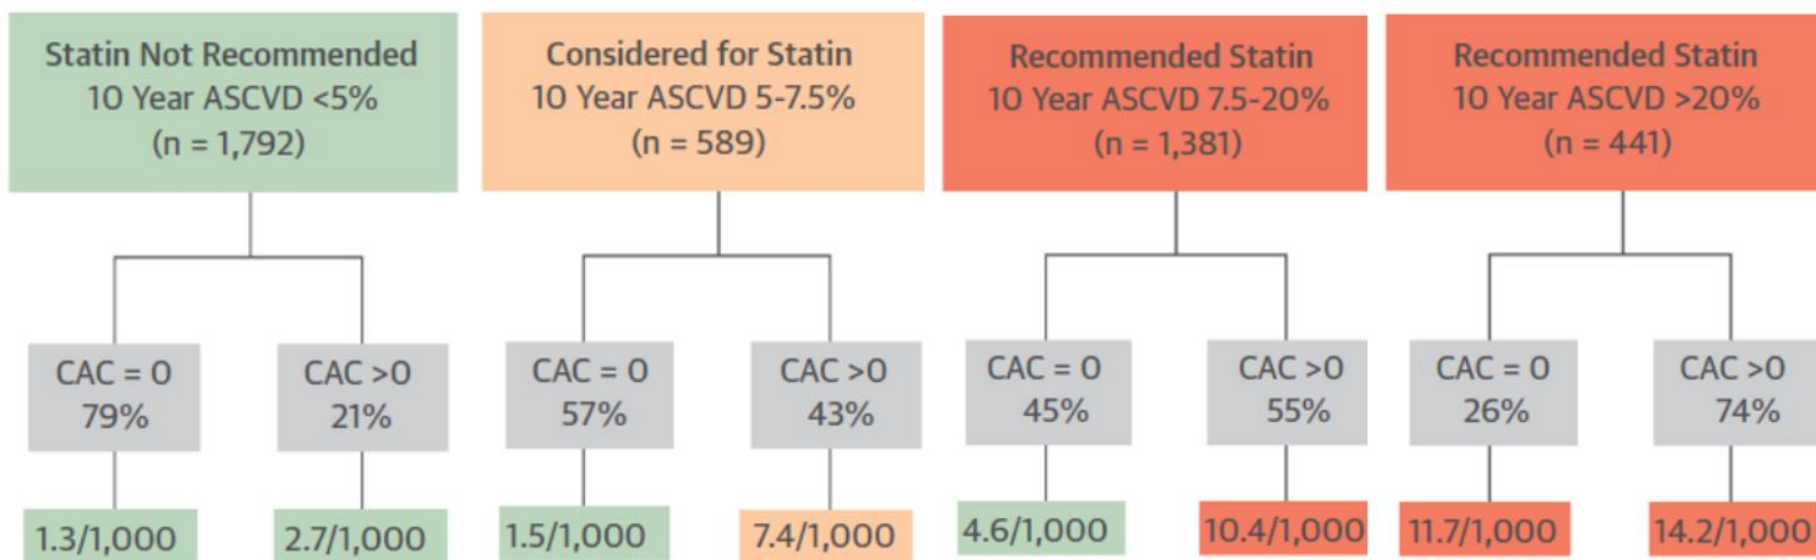 Statin Not Recommended
10 Year ASCVD <5%
(n = 1,792)
Considered for Statin
10 Year ASCVD 5-7.5%
(n = 589)
Recommended Statin
10 Year ASCVD 7.5-20%
(n = 1,381)
Recommended Statin
10 Year ASCVD >20%
(n = 441)
CAC = 0
79%
CAC >0
21%
CAC = 0
57%
CAC >0
43%
CAC = 0
45%
CAC >0
55%
CAC = 0
26%
CAC >0
74%
1.3/1,000
2.7/1,000
1.5/1,000
7.4/1,000
4.6/1,000
10.4/1,000
11.7/1,000
14.2/1,000